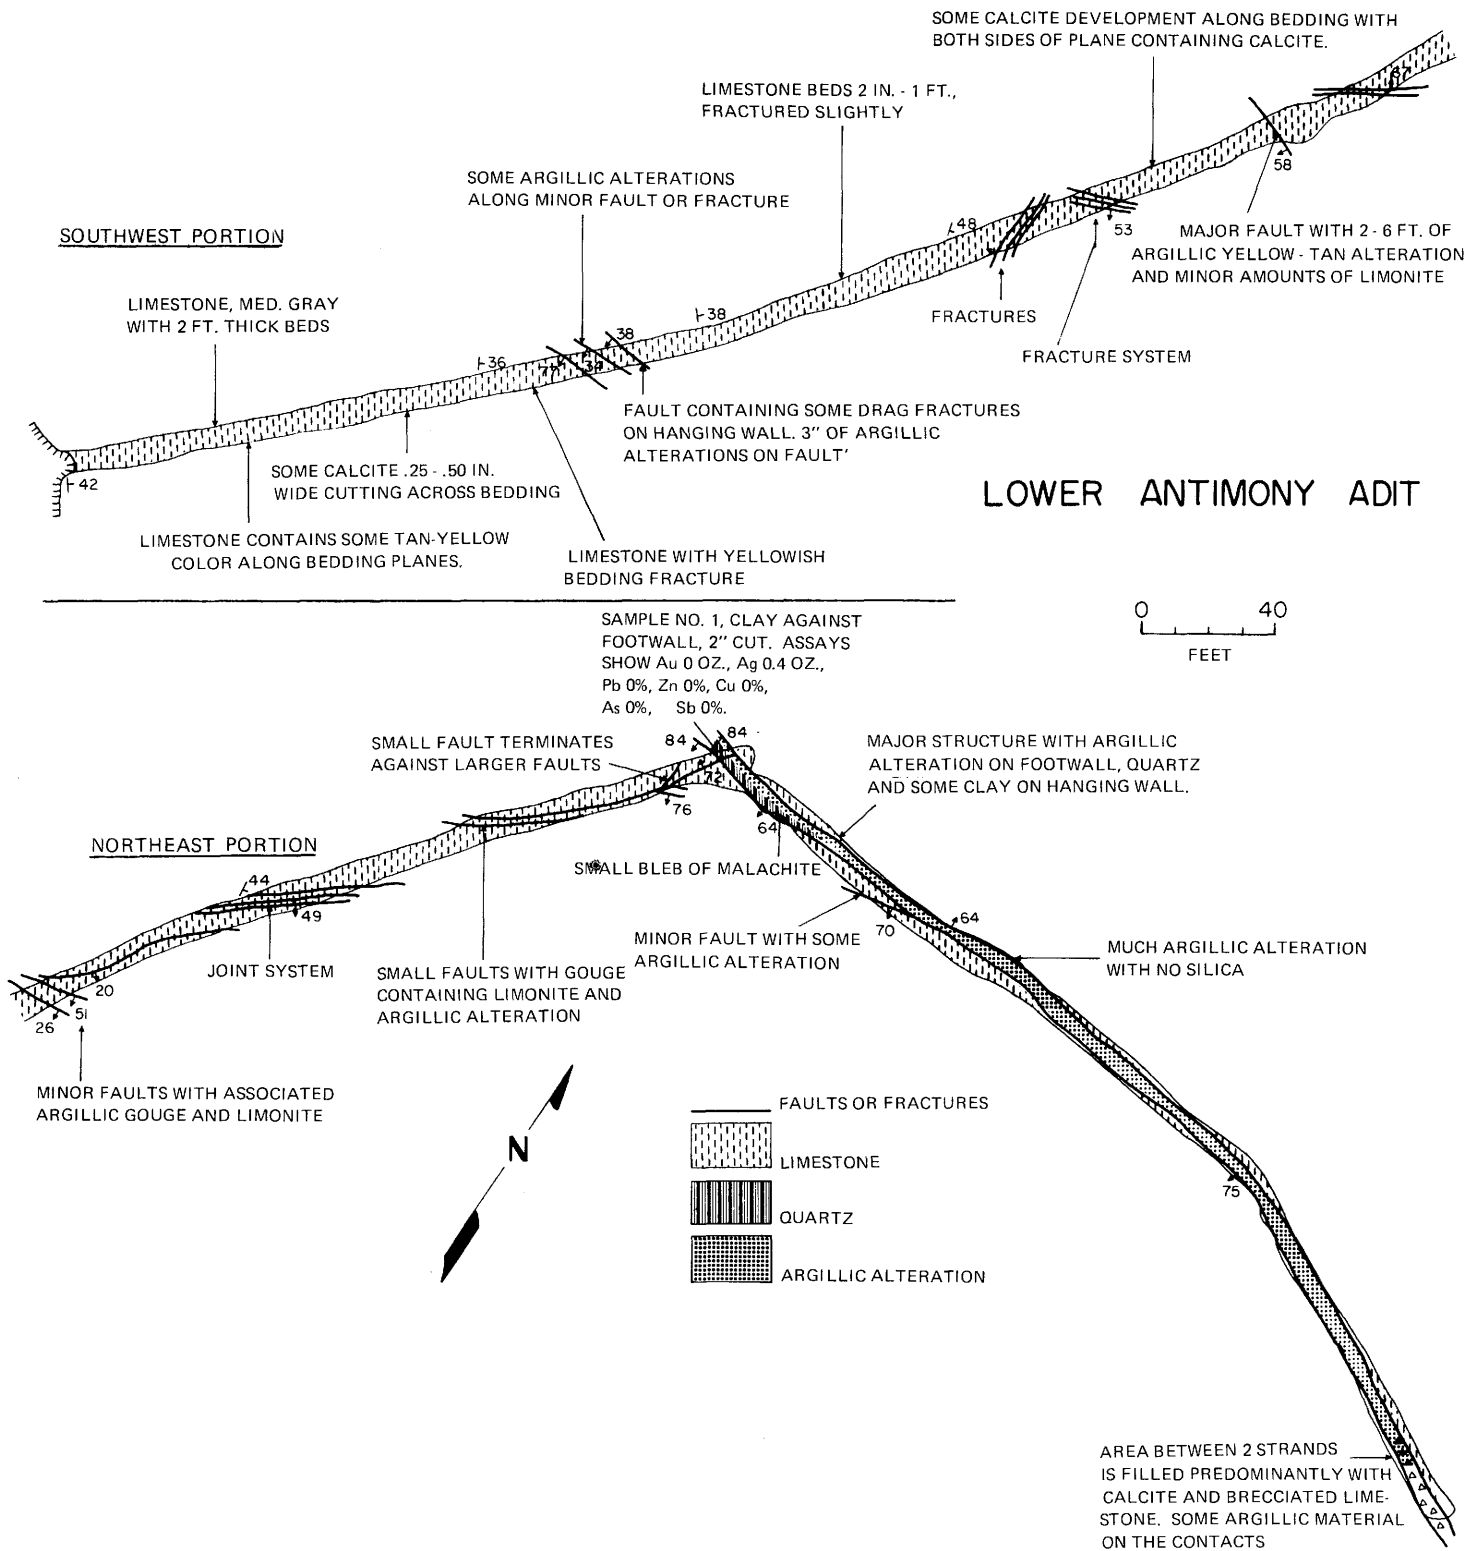 SOME CALCITE DEVELOPMENT ALONG BEDDING WITH
BOTH SIDES OF PLANE CONTAINING CALCITE.
67
LIMESTONE BEDS 2 IN. - 1 FT.,
FRACTURED SLIGHTLY
58
SOME ARGILLIC ALTERATIONS
ALONG MINOR FAULT OR FRACTURE
48
53
MAJOR FAULT WITH 2 - 6 FT. OF
ARGILLIC YELLOW - TAN ALTERATION
AND MINOR AMOUNTS OF LIMONITE
SOUTHWEST PORTION
LIMESTONE, MED. GRAY
WITH 2 FT. THICK BEDS
38
38
FRACTURES
FRACTURE SYSTEM
36
77
34
FAULT CONTAINING SOME DRAG FRACTURES
ON HANGING WALL. 3" OF ARGILLIC
ALTERATIONS ON FAULT'
42
SOME CALCITE .25 - .50 IN.
WIDE CUTTING ACROSS BEDDING
LOWER ANTIMONY ADIT
LIMESTONE CONTAINS SOME TAN-YELLOW
COLOR ALONG BEDDING PLANES.
LIMESTONE WITH YELLOWISH
BEDDING FRACTURE
0 40
FEET
SAMPLE NO. 1, CLAY AGAINST
FOOTWALL, 2" CUT. ASSAYS
SHOW Au 0 OZ., Ag 0.4 OZ.,
Pb 0%, Zn 0%, Cu 0%,
As 0%, Sb 0%.
84
84
SMALL FAULT TERMINATES
AGAINST LARGER FAULTS
MAJOR STRUCTURE WITH ARGILLIC
ALTERATION ON FOOTWALL, QUARTZ
AND SOME CLAY ON HANGING WALL.
72
76
64
NORTHEAST PORTION
SMALL BLEB OF MALACHITE
44
49
64
70
MINOR FAULT WITH SOME
ARGILLIC ALTERATION
MUCH ARGILLIC ALTERATION
WITH NO SILICA
JOINT SYSTEM
SMALL FAULTS WITH GOUGE
CONTAINING LIMONITE AND
ARGILLIC ALTERATION
20
51
26
MINOR FAULTS WITH ASSOCIATED
ARGILLIC GOUGE AND LIMONITE
N
FAULTS OR FRACTURES
LIMESTONE
QUARTZ
ARGILLIC ALTERATION
75
AREA BETWEEN 2 STRANDS
IS FILLED PREDOMINANTLY WITH
CALCITE AND BRECCIATED LIME-
STONE. SOME ARGILLIC MATERIAL
ON THE CONTACTS